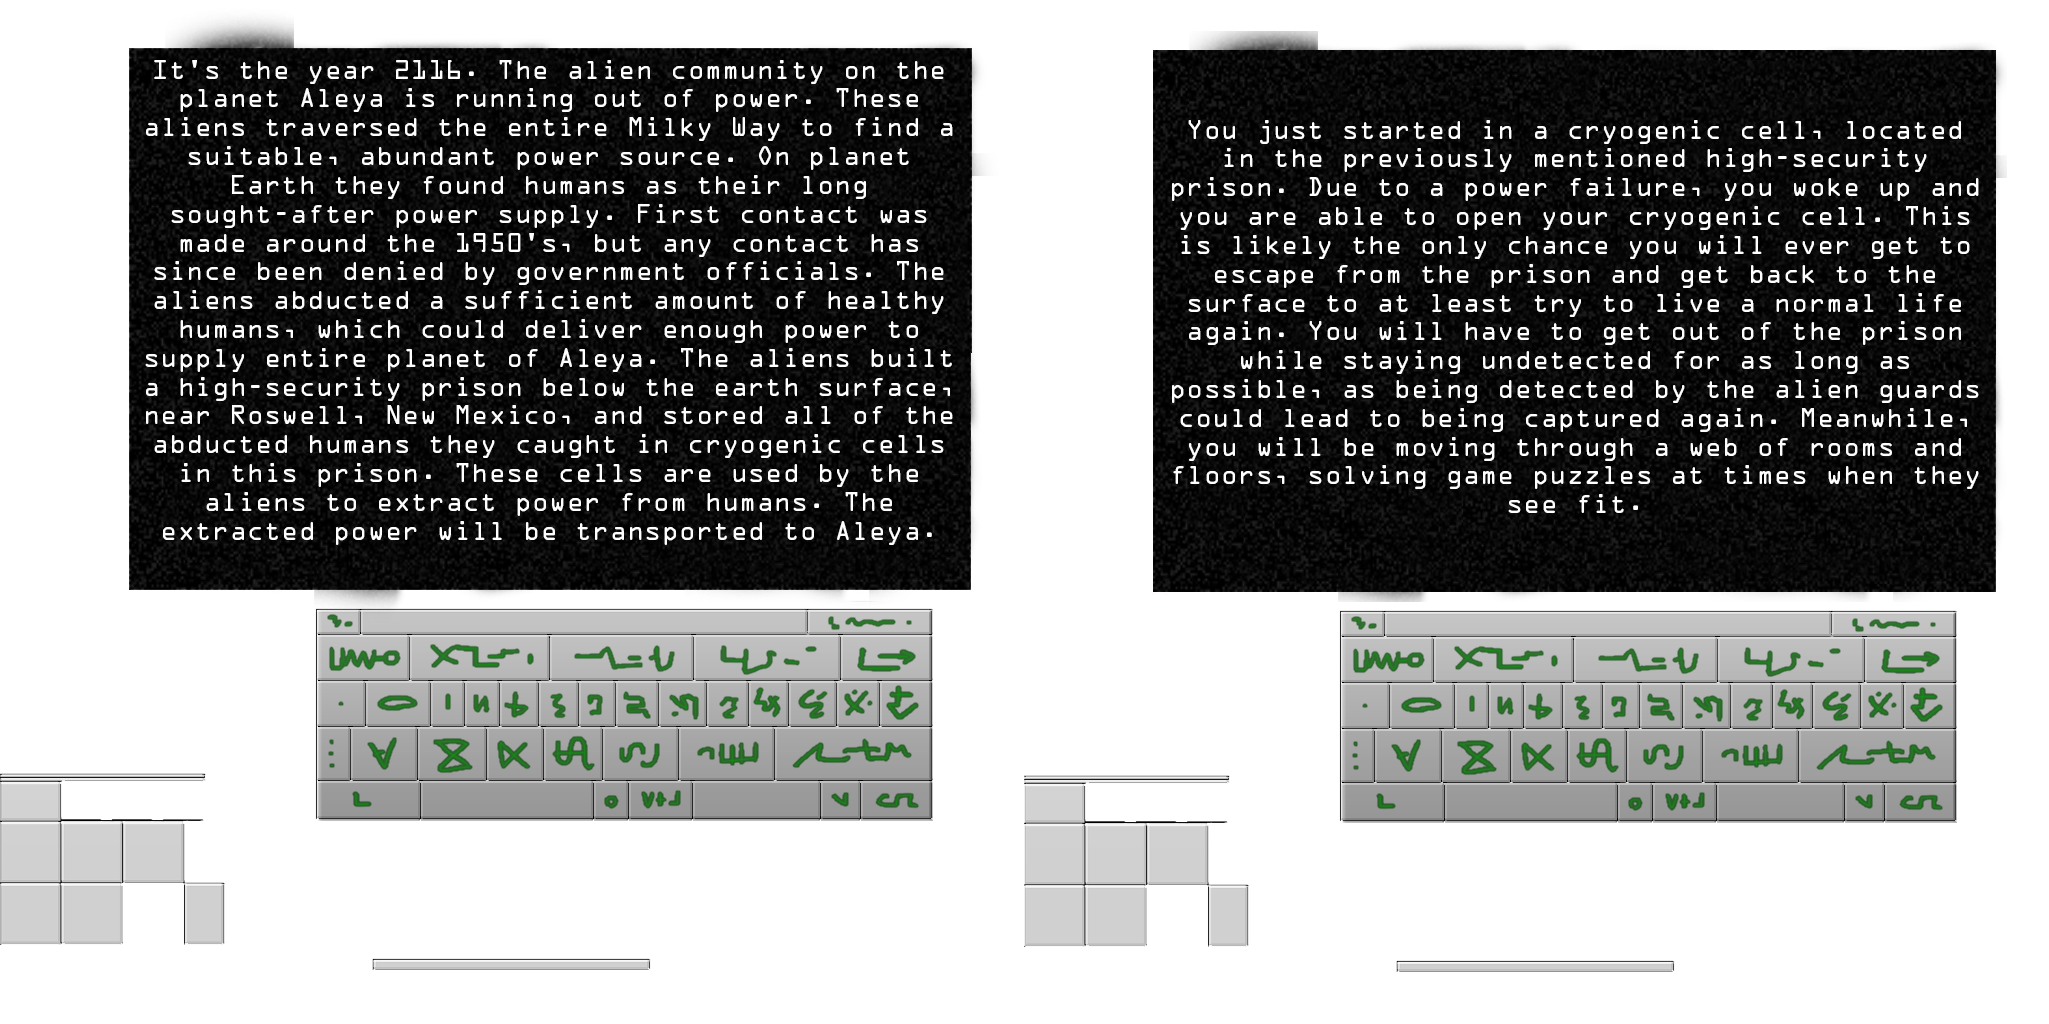 It's the year 2116. The alien community on the
planet Aleya is running out of power. These
aliens traversed the entire Milky Way to find a
suitable, abundant power source. On planet
Earth they found humans as their long
sought-after power supply. First contact was
made around the 1950's, but any contact has
since been denied by government officials. The
aliens abducted a sufficient amount of healthy
humans, which could deliver enough power to
supply entire planet of Aleya. The aliens built
a high-security prison below the earth surface,
near Roswell, New Mexico, and stored all of the
abducted humans they caught in cryogenic cells
in this prison. These cells are used by the
aliens to extract power from humans. The
extracted power will be transported to Aleya.
You just started in a cryogenic cell, located
in the previously mentioned high-security
prison. Due to a power failure, you woke up and
you are able to open your cryogenic cell. This
is likely the only chance you will ever get to
escape from the prison and get back to the
surface to at least try to live a normal life
again. You will have to get out of the prison
while staying undetected for as long as
possible, as being detected by the alien guards
could lead to being captured again. Meanwhile,
you will be moving through a web of rooms and
floors, solving game puzzles at times when they
see fit.